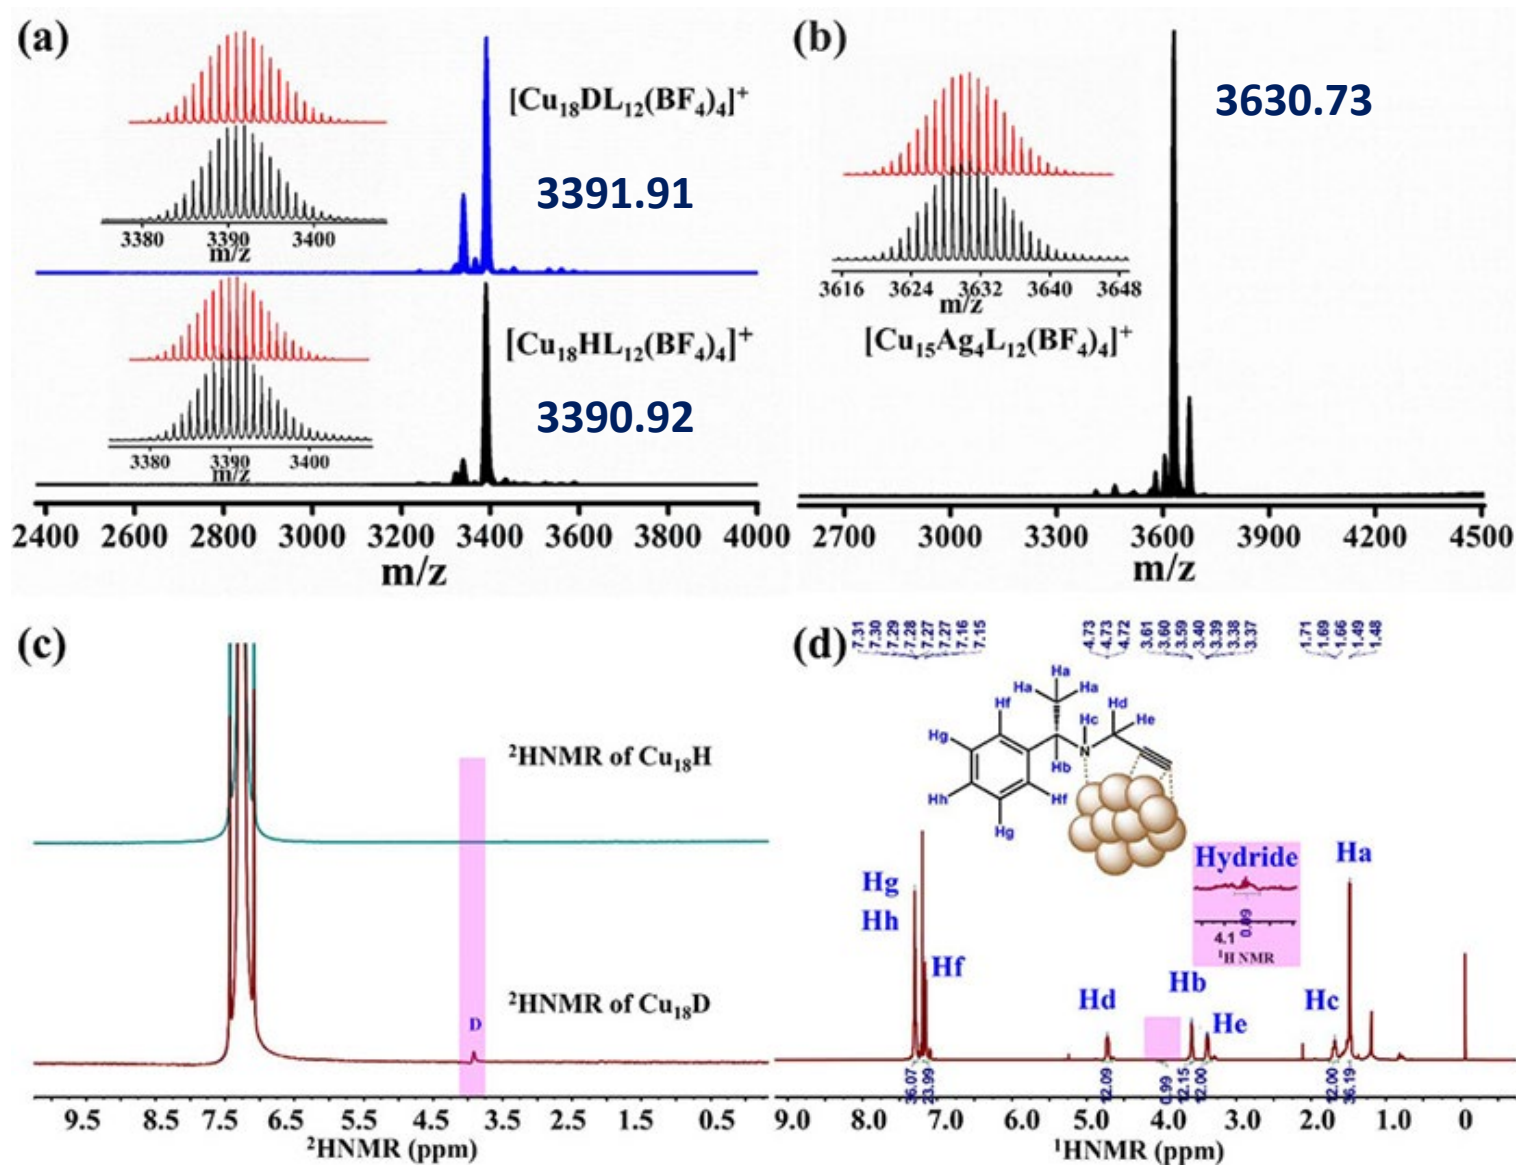 (a)
[Cu₁₈DL₁₂(BF₄)₄]⁺
3391.91
3380 3390 3400
m/z
[Cu₁₈HL₁₂(BF₄)₄]⁺
3390.92
3380 3390 3400
m/z
2400 2600 2800 3000 3200 3400 3600 3800 4000
m/z
(b)
3630.73
3616 3624 3632 3640 3648
m/z
[Cu₁₅Ag₄L₁₂(BF₄)₄]⁺
2700 3000 3300 3600 3900 4200 4500
m/z
(c)
²HNMR of Cu₁₈H
²HNMR of Cu₁₈D
D
9.5 8.5 7.5 6.5 5.5 4.5 3.5 2.5 1.5 0.5
²HNMR (ppm)
(d)
7.31 7.30 7.29 7.28 7.27 7.27 7.16 7.15 4.73 4.73 4.72 3.61 3.60 3.59 3.40 3.39 3.38 3.37 1.71 1.69 1.66 1.49 1.48
Ha
Ha Ha
Hf Hc Hd
Hg He
N
Hb
Hh Hf
Hg
Hydride
0.09
4.1
¹H NMR
Ha
Hg
Hh
Hf
Hd
Hb
He
Hc
36.07 23.99 12.09 0.99 12.15 12.00 12.00 36.19
9.0 8.0 7.0 6.0 5.0 4.0 3.0 2.0 1.0 0
¹HNMR (ppm)